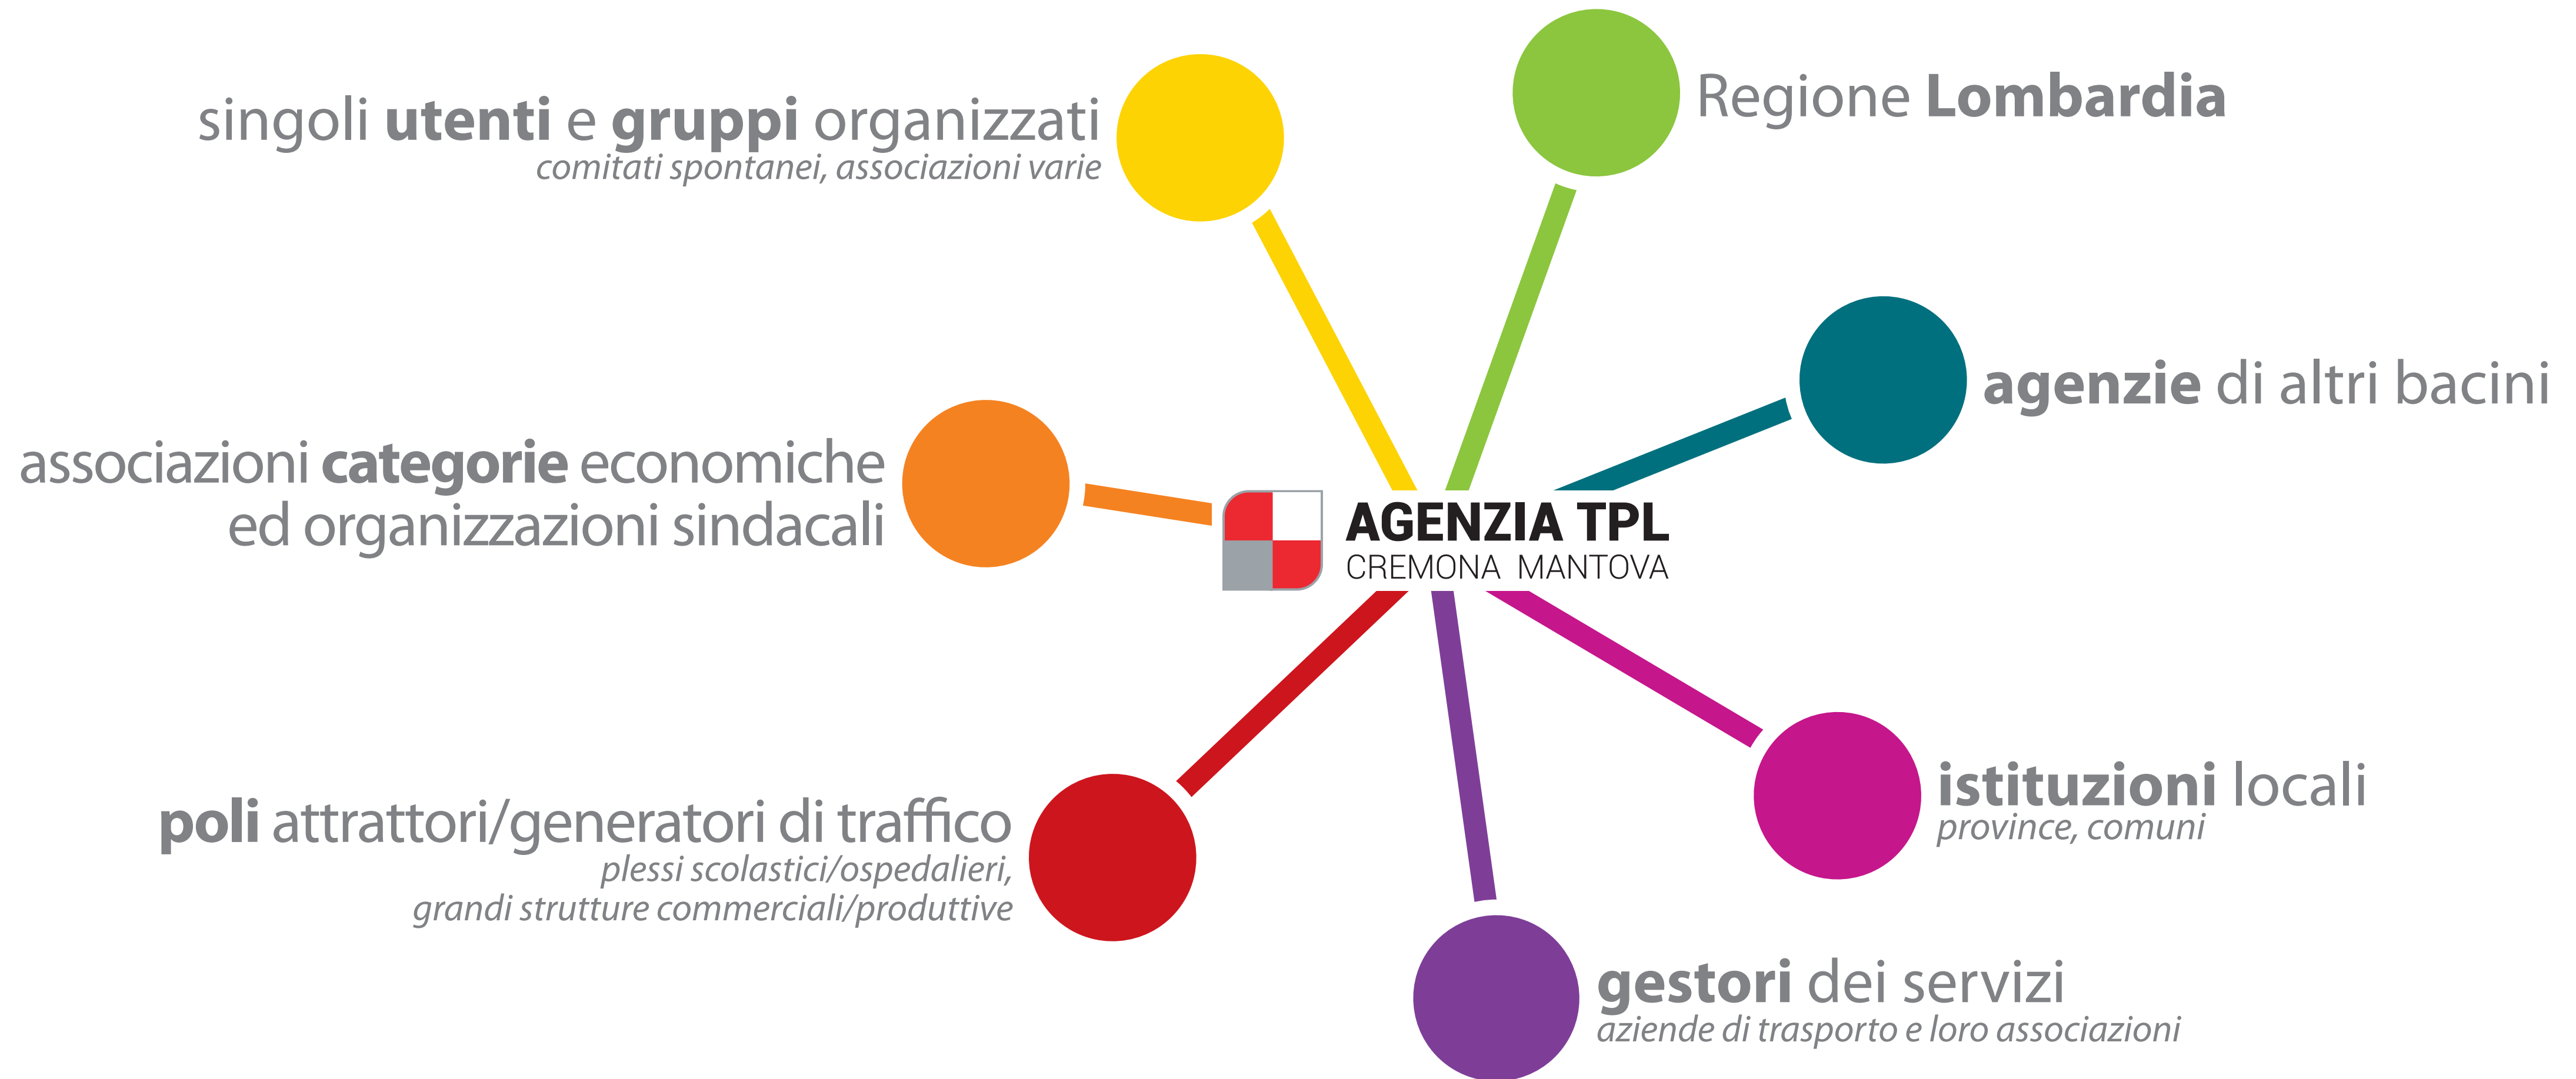 singoli utenti e gruppi organizzati
comitati spontanei, associazioni varie
Regione Lombardia
agenzie di altri bacini
associazioni categorie economiche
ed organizzazioni sindacali
AGENZIA TPL
CREMONA MANTOVA
poli attrattori/generatori di traffico
plessi scolastici/ospedalieri,
grandi strutture commerciali/produttive
istituzioni locali
province, comuni
gestori dei servizi
aziende di trasporto e loro associazioni